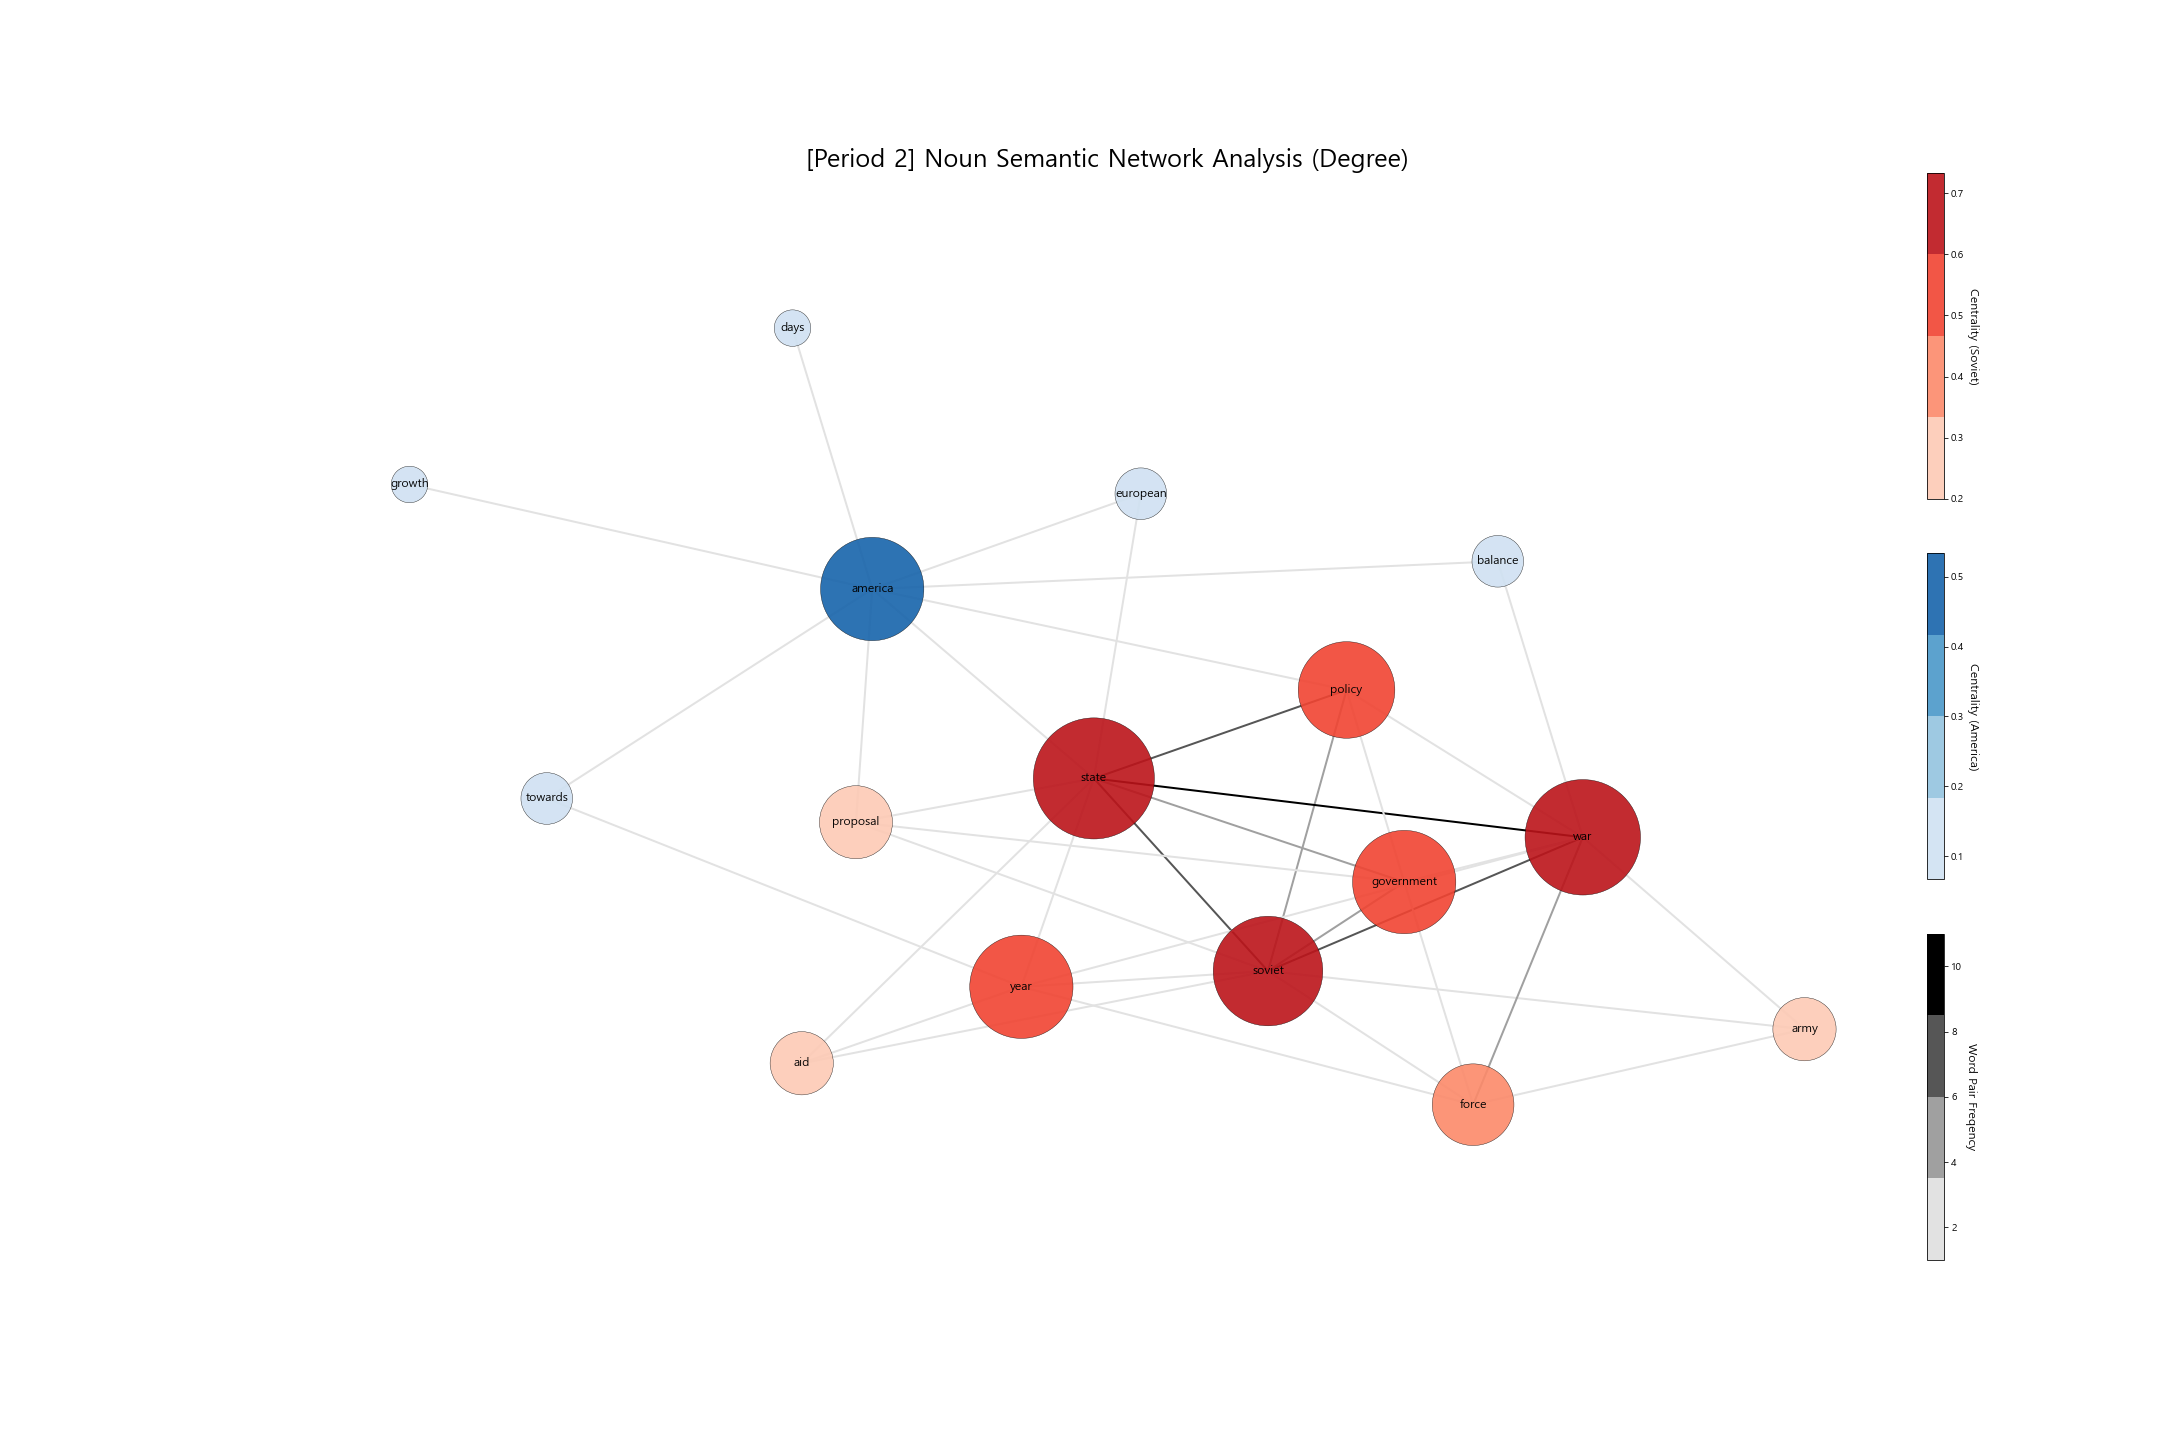 [Period 2] Noun Semantic Network Analysis (Degree)
days
growth
european
balance
america
policy
state
towards
proposal
war
government
soviet
year
army
aid
force
0.7
0.6
0.5
0.4
0.3
0.2
Centrality (Soviet)
0.5
0.4
0.3
0.2
0.1
Centrality (America)
10
8
6
4
2
Word Pair Freqency